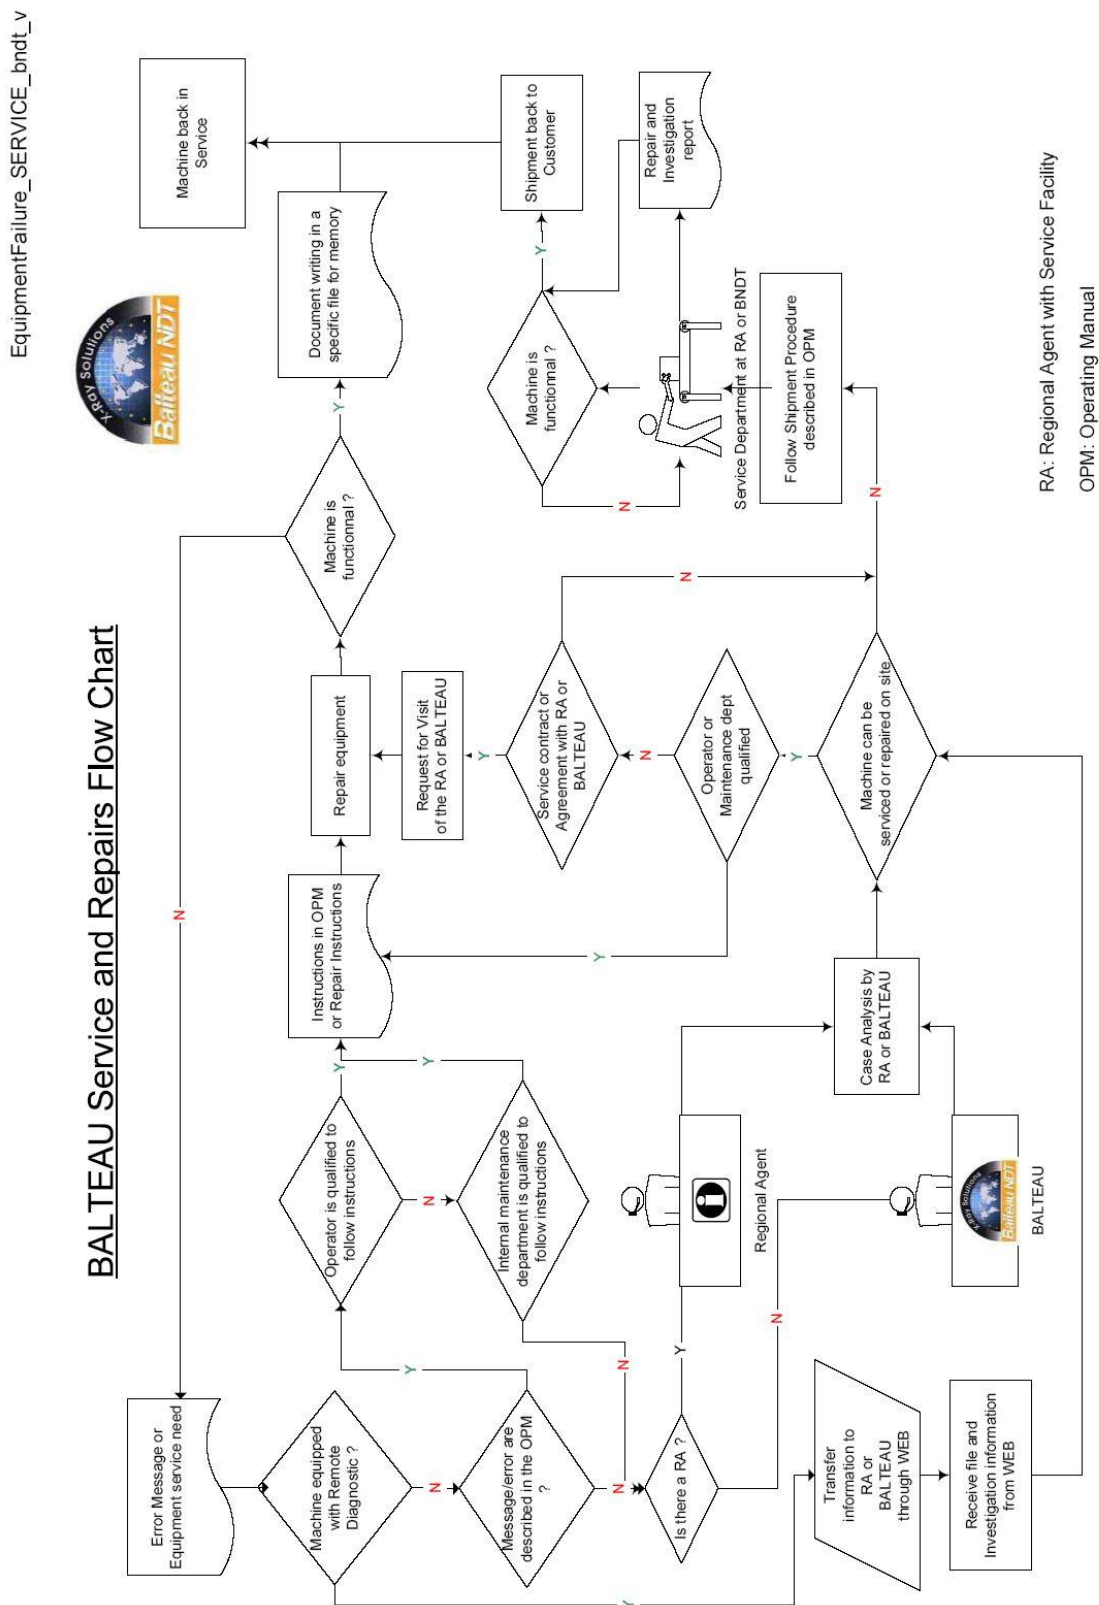 EquipmentFailure_SERVICE_bndt_v
BALTEAU Service and Repairs Flow Chart
X-Ray Solutions
Balteau NDT
Error Message or
Equipment service need
Machine equipped
with Remote
Diagnostic ?
N
Y
Message/error are
described in the OPM
?
Y
N
Is there a RA ?
Y
N
Transfer
information to
RA or
BALTEAU
through WEB
Receive file and
Investigation information
from WEB
Operator is qualified to
follow instructions
Y
N
Internal maintenance
department is qualified to
follow instructions
Y
N
Regional Agent
X-Ray Solutions
Balteau NDT
BALTEAU
Instructions in OPM
or Repair Instructions
Case Analysis by
RA or BALTEAU
Repair equipment
Request for Visit
of the RA or BALTEAU
Y
Service contract or
Agreement with RA or
BALTEAU
N
N
Operator or
Maintenance dept
qualified
Y
Y
Machine can be
serviced or repaired on site
N
Machine is
functionnal ?
N
Y
Document writing in a
specific file for memory
Machine back in
Service
Machine is
functionnal ?
Y
N
Shipment back to
Customer
Repair and
Investigation
report
Service Department at RA or BNDT
Follow Shipment Procedure
described in OPM
RA: Regional Agent with Service Facility
OPM: Operating Manual